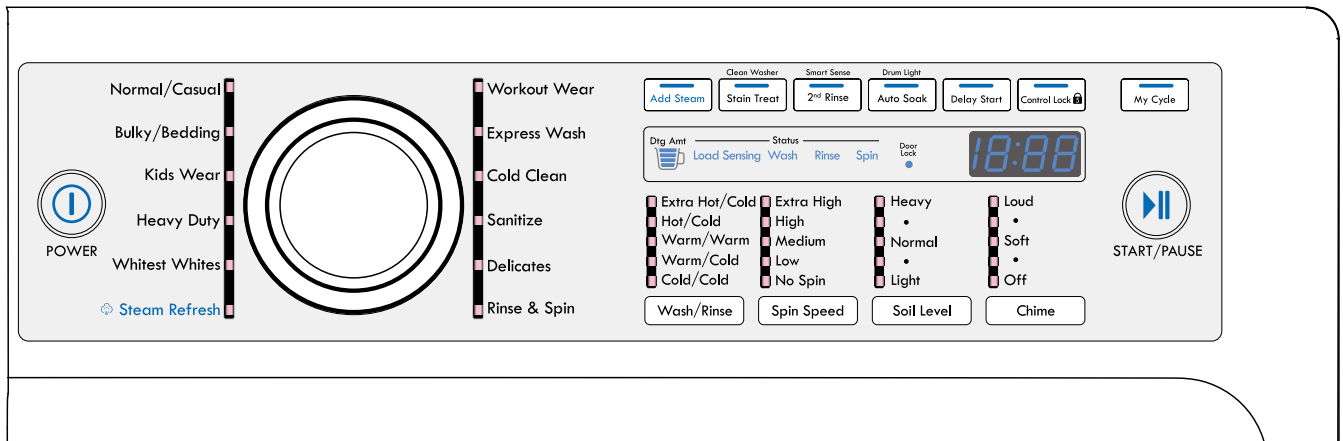 POWER
Normal/Casual
Bulky/Bedding
Kids Wear
Heavy Duty
Whitest Whites
Steam Refresh
Workout Wear
Express Wash
Cold Clean
Sanitize
Delicates
Rinse & Spin
Add Steam
Clean Washer
Stain Treat
Smart Sense
2nd Rinse
Drum Light
Auto Soak
Delay Start
Control Lock
My Cycle
Dtg Amt
Status
Load Sensing Wash Rinse Spin
Door
Lock
18:88
Extra Hot/Cold
Hot/Cold
Warm/Warm
Warm/Cold
Cold/Cold
Wash/Rinse
Extra High
High
Medium
Low
No Spin
Spin Speed
Heavy
•
Normal
•
Light
Soil Level
Loud
•
Soft
•
Off
Chime
START/PAUSE